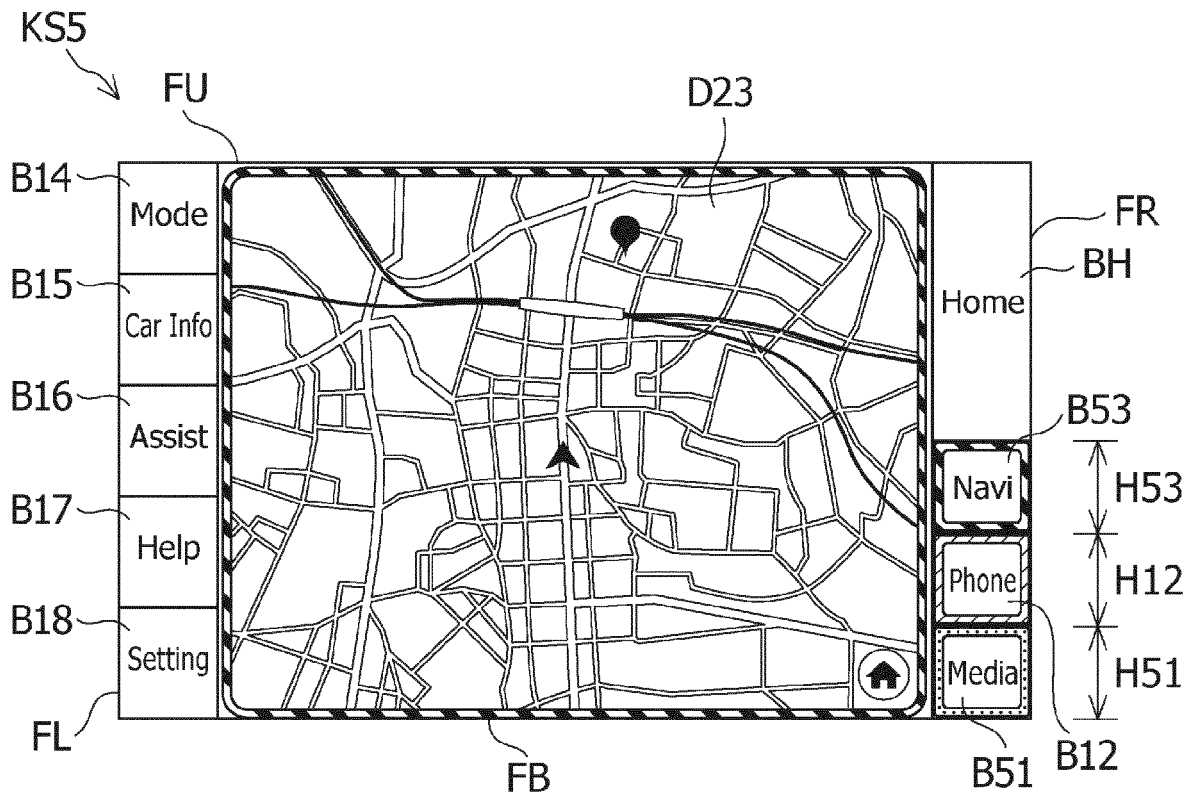 KS5
FU
D23
B14
Mode
FR
B15
Car Info
BH
Home
B16
Assist
B53
Navi
H53
B17
Help
Phone
H12
B18
Setting
Media
H51
FL
FB
B51
B12